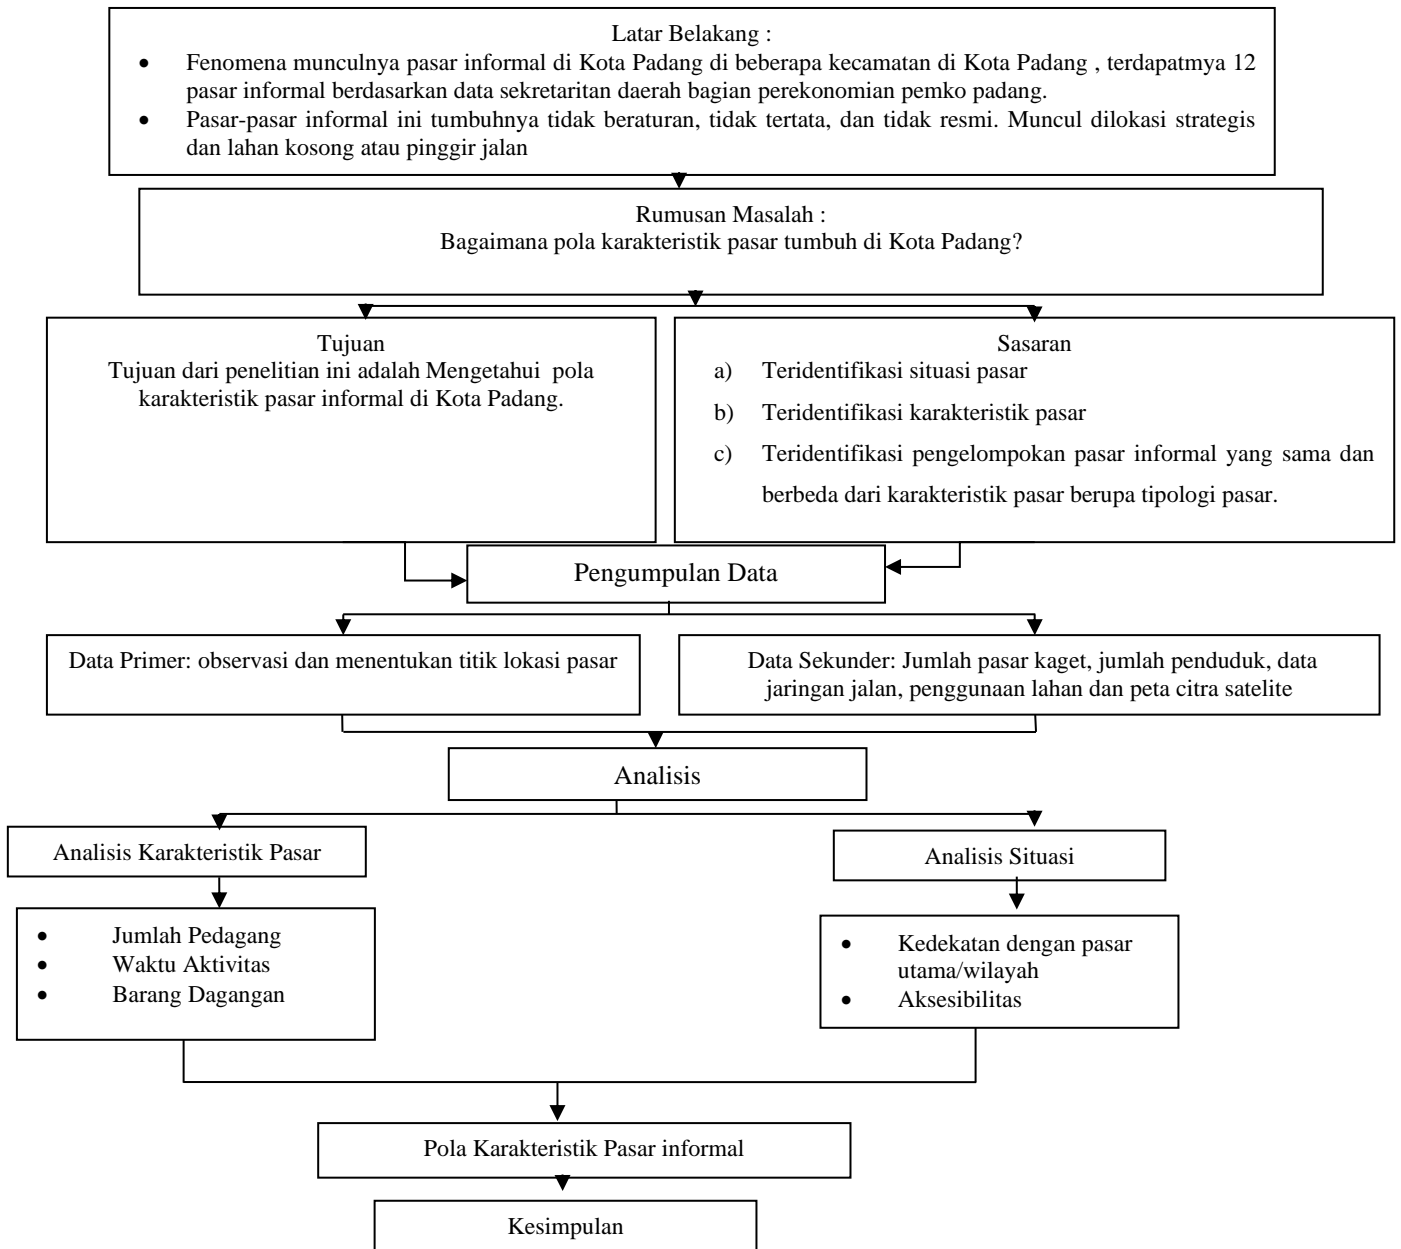 Latar Belakang :
• Fenomena munculnya pasar informal di Kota Padang di beberapa kecamatan di Kota Padang , terdapatmya 12
pasar informal berdasarkan data sekretaritan daerah bagian perekonomian pemko padang.
• Pasar-pasar informal ini tumbuhnya tidak beraturan, tidak tertata, dan tidak resmi. Muncul dilokasi strategis
dan lahan kosong atau pinggir jalan
Rumusan Masalah :
Bagaimana pola karakteristik pasar tumbuh di Kota Padang?
Tujuan
Tujuan dari penelitian ini adalah Mengetahui pola
karakteristik pasar informal di Kota Padang.
Sasaran
a) Teridentifikasi situasi pasar
b) Teridentifikasi karakteristik pasar
c) Teridentifikasi pengelompokan pasar informal yang sama dan
berbeda dari karakteristik pasar berupa tipologi pasar.
Pengumpulan Data
Data Primer: observasi dan menentukan titik lokasi pasar
Data Sekunder: Jumlah pasar kaget, jumlah penduduk, data
jaringan jalan, penggunaan lahan dan peta citra satelite
Analisis
Analisis Karakteristik Pasar
Analisis Situasi
• Jumlah Pedagang
• Waktu Aktivitas
• Barang Dagangan
• Kedekatan dengan pasar
utama/wilayah
• Aksesibilitas
Pola Karakteristik Pasar informal
Kesimpulan